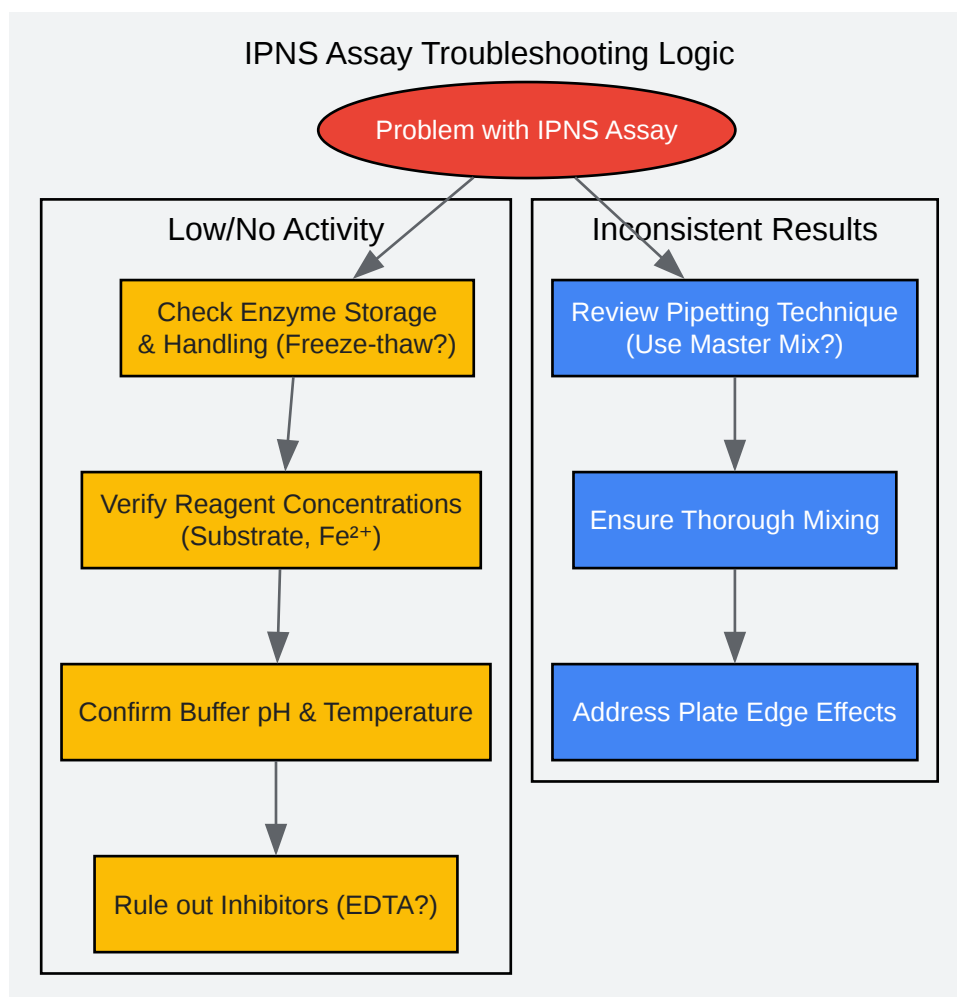 IPNS Assay Troubleshooting Logic
Problem with IPNS Assay
Low/No Activity
Check Enzyme Storage
& Handling (Freeze-thaw?)
Verify Reagent Concentrations
(Substrate, Fe²⁺)
Confirm Buffer pH & Temperature
Rule out Inhibitors (EDTA?)
Inconsistent Results
Review Pipetting Technique
(Use Master Mix?)
Ensure Thorough Mixing
Address Plate Edge Effects